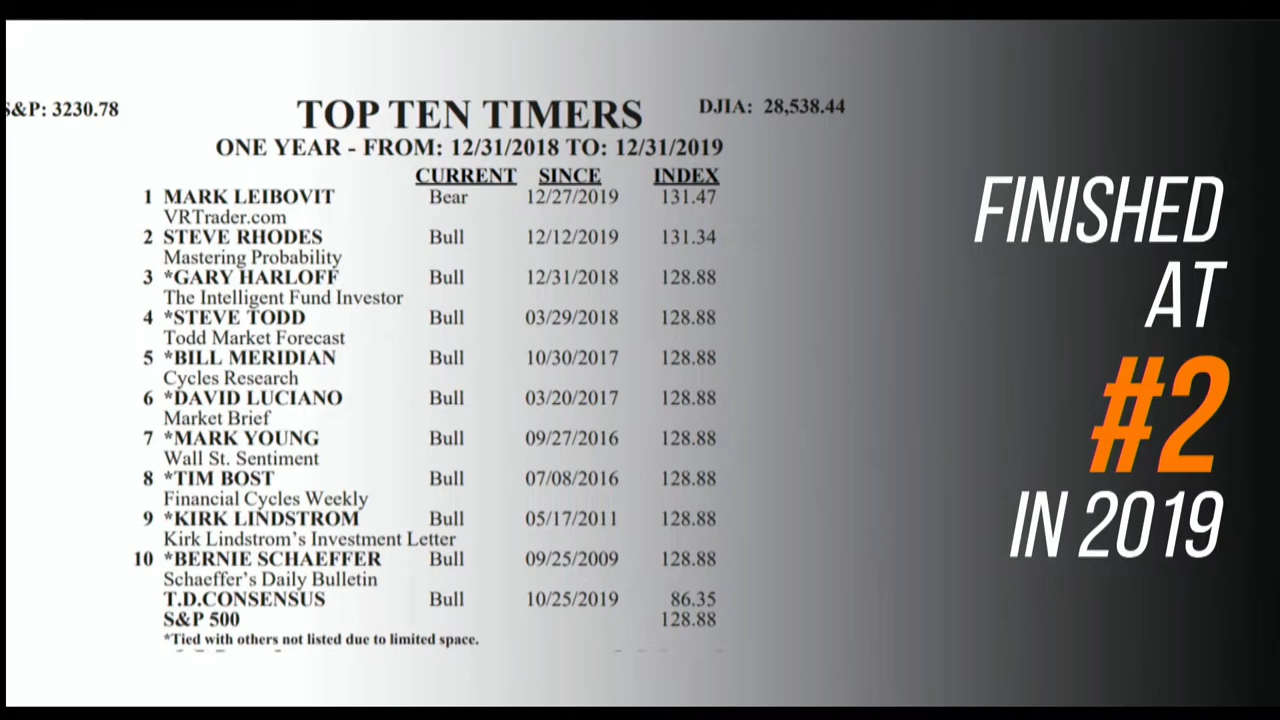 S&P: 3230.78
TOP TEN TIMERS
DJIA: 28,538.44
ONE YEAR - FROM: 12/31/2018 TO: 12/31/2019
CURRENT SINCE INDEX
1 MARK LEIBOVIT Bear 12/27/2019 131.47
VRTrader.com
2 STEVE RHODES Bull 12/12/2019 131.34
Mastering Probability
3 *GARY HARLOFF Bull 12/31/2018 128.88
The Intelligent Fund Investor
4 *STEVE TODD Bull 03/29/2018 128.88
Todd Market Forecast
5 *BILL MERIDIAN Bull 10/30/2017 128.88
Cycles Research
6 *DAVID LUCIANO Bull 03/20/2017 128.88
Market Brief
7 *MARK YOUNG Bull 09/27/2016 128.88
Wall St. Sentiment
8 *TIM BOST Bull 07/08/2016 128.88
Financial Cycles Weekly
9 *KIRK LINDSTROM Bull 05/17/2011 128.88
Kirk Lindstrom's Investment Letter
10 *BERNIE SCHAEFFER Bull 09/25/2009 128.88
Schaeffer's Daily Bulletin
T.D.CONSENSUS Bull 10/25/2019 86.35
S&P 500 128.88
*Tied with others not listed due to limited space.
FINISHED
AT
#2
IN 2019